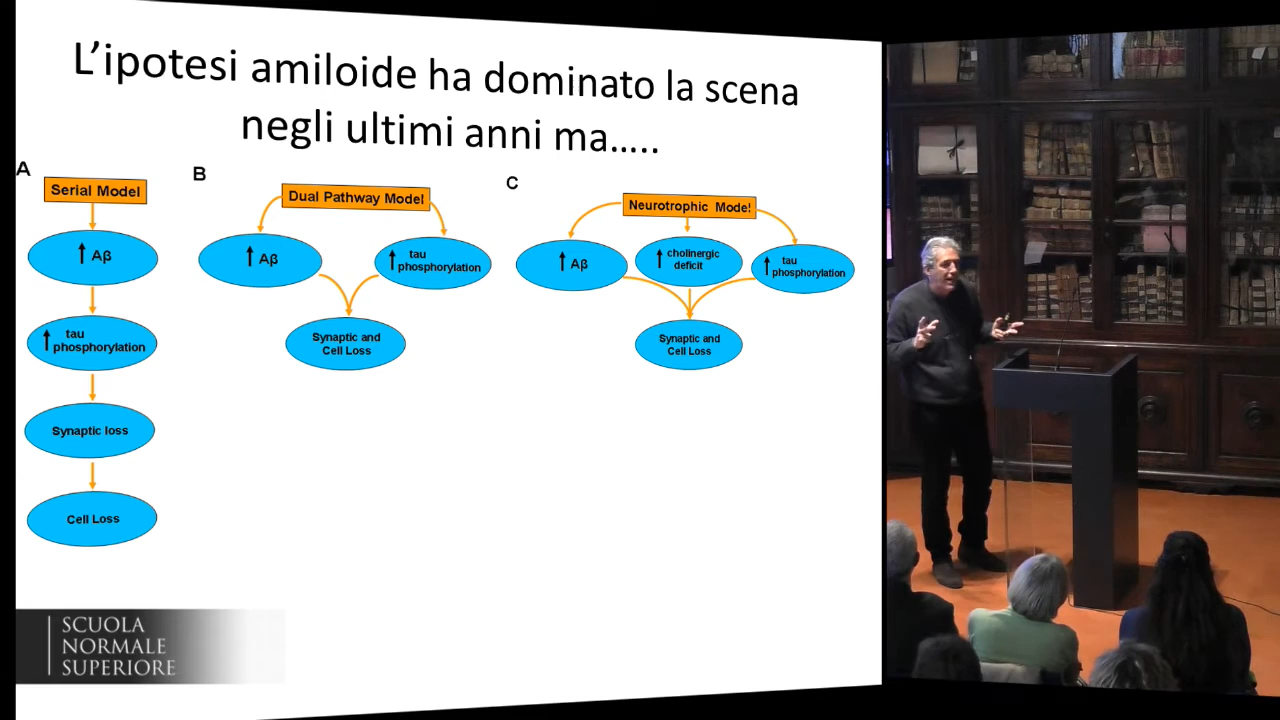 L'ipotesi amiloide ha dominato la scena
negli ultimi anni ma.....
A
Serial Model
↑ Aβ
↑ tau
phosphorylation
Synaptic loss
Cell Loss
B
Dual Pathway Model
↑ Aβ
↑ tau
phosphorylation
Synaptic and
Cell Loss
C
Neurotrophic Model
↑ Aβ
↑ cholinergic
deficit
↑ tau
phosphorylation
Synaptic and
Cell Loss
SCUOLA
NORMALE
SUPERIORE